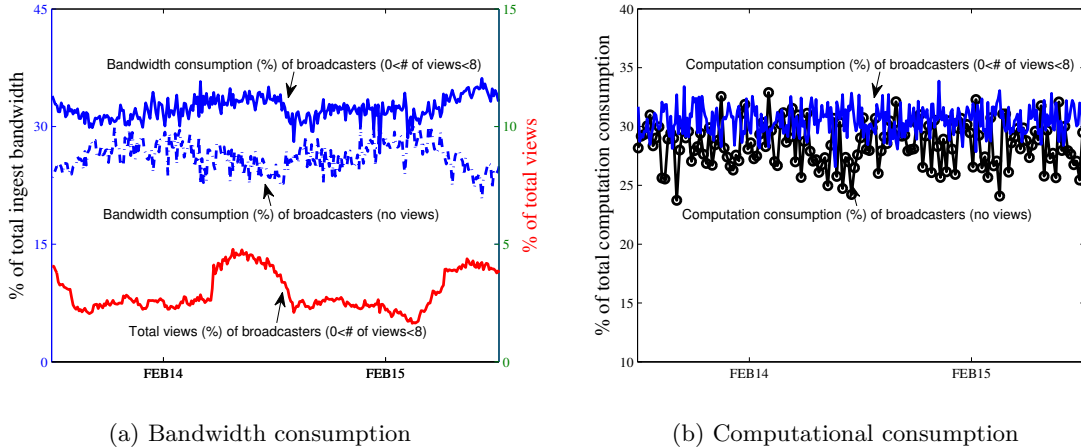 45
30
15
0
% of total ingest bandwidth
15
10
5
0
% of total views
Bandwidth consumption (%) of broadcasters (0<# of views<8)
Bandwidth consumption (%) of broadcasters (no views)
Total views (%) of broadcasters (0<# of views<8)
FEB14
FEB15
(a) Bandwidth consumption
40
35
30
25
20
15
10
% of total computation consumption
Computation consumption (%) of broadcasters (0<# of views<8)
Computation consumption (%) of broadcasters (no views)
FEB14
FEB15
(b) Computational consumption